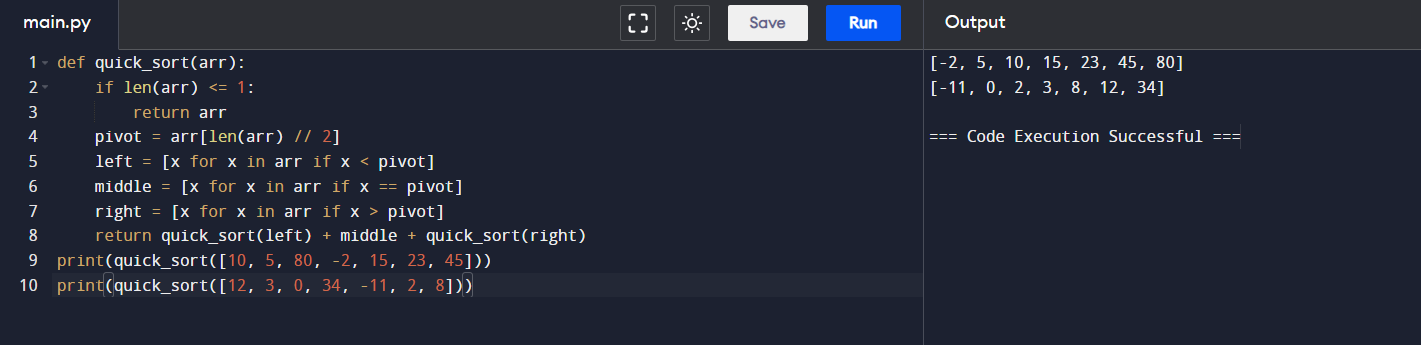 main.py Save Run Output
1 def quick_sort(arr):
2     if len(arr) <= 1:
3         return arr
4     pivot = arr[len(arr) // 2]
5     left = [x for x in arr if x < pivot]
6     middle = [x for x in arr if x == pivot]
7     right = [x for x in arr if x > pivot]
8     return quick_sort(left) + middle + quick_sort(right)
9 print(quick_sort([10, 5, 80, -2, 15, 23, 45]))
10 print(quick_sort([12, 3, 0, 34, -11, 2, 8]))
[-2, 5, 10, 15, 23, 45, 80]
[-11, 0, 2, 3, 8, 12, 34]
=== Code Execution Successful ===